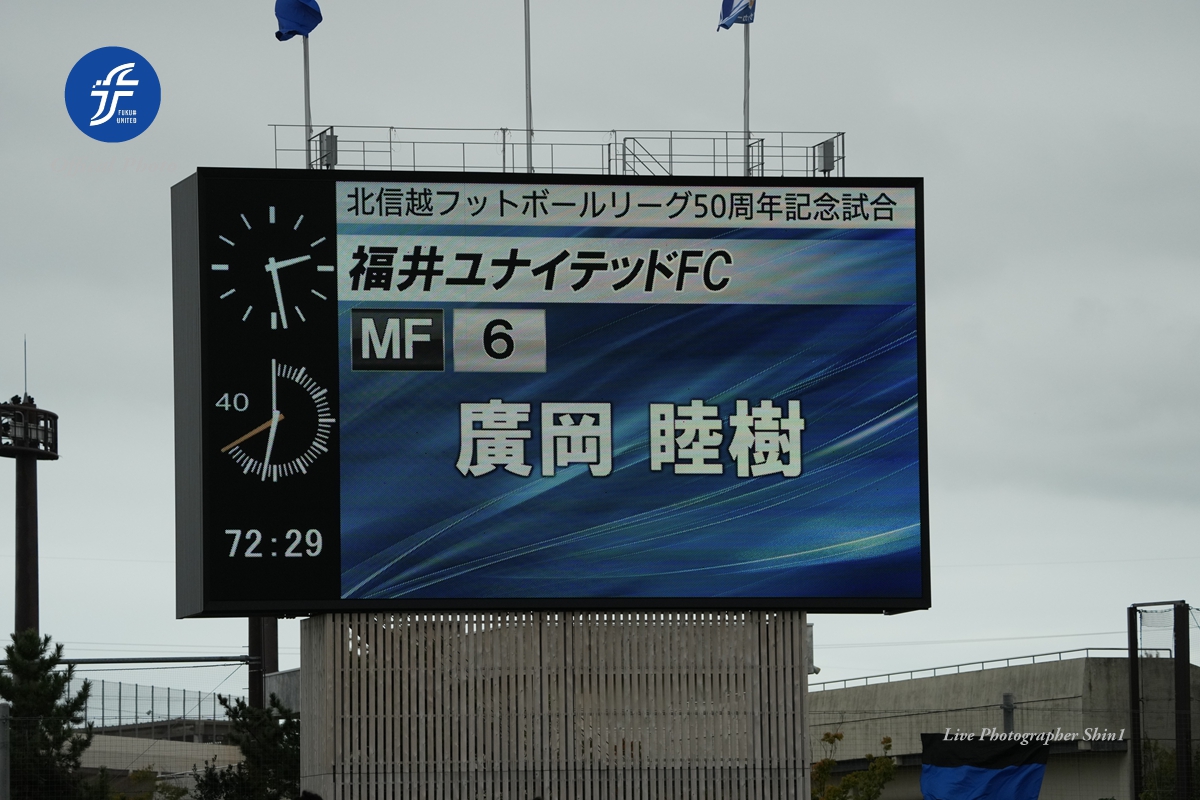 FUKUI
UNITED
北信越フットボールリーグ50周年記念試合
福井ユナイテッドFC
MF 6
廣岡 睦樹
40
72:29
Live Photographer Shin1